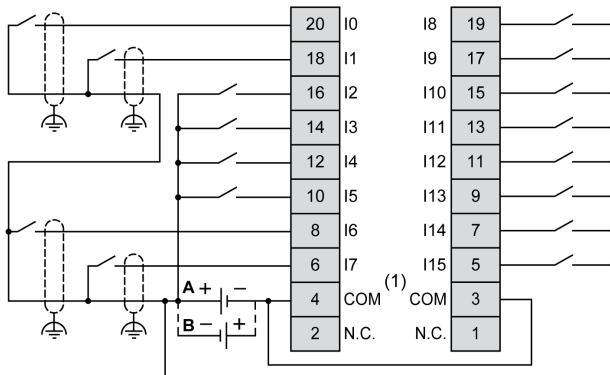 20 I0 I8 19
18 I1 I9 17
16 I2 I10 15
14 I3 I11 13
12 I4 I12 11
10 I5 I13 9
8 I6 I14 7
6 I7 I15 5
(1)
A + −
4 COM COM 3
B − +
2 N.C. N.C. 1